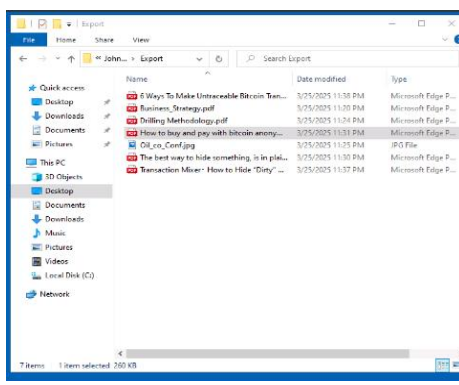 Export
File Home Share View
« John... › Export Search Export
Name Date modified Type
Quick access
Desktop
Downloads
Documents
Pictures
This PC
3D Objects
Desktop
Documents
Downloads
Music
Pictures
Videos
Local Disk (C:)
Network
6 Ways To Make Untraceable Bitcoin Tran... 3/25/2025 11:38 PM Microsoft Edge P...
Business_Strategy.pdf 3/25/2025 11:20 PM Microsoft Edge P...
Drilling Methodology.pdf 3/25/2025 11:24 PM Microsoft Edge P...
How to buy and pay with bitcoin anony... 3/25/2025 11:31 PM Microsoft Edge P...
Oil_co_Conf.jpg 3/25/2025 11:25 PM JPG File
The best way to hide something, is in plai... 3/25/2025 11:30 PM Microsoft Edge P...
Transaction Mixer- How to Hide "Dirty" ... 3/25/2025 11:37 PM Microsoft Edge P...
7 items 1 item selected 260 KB